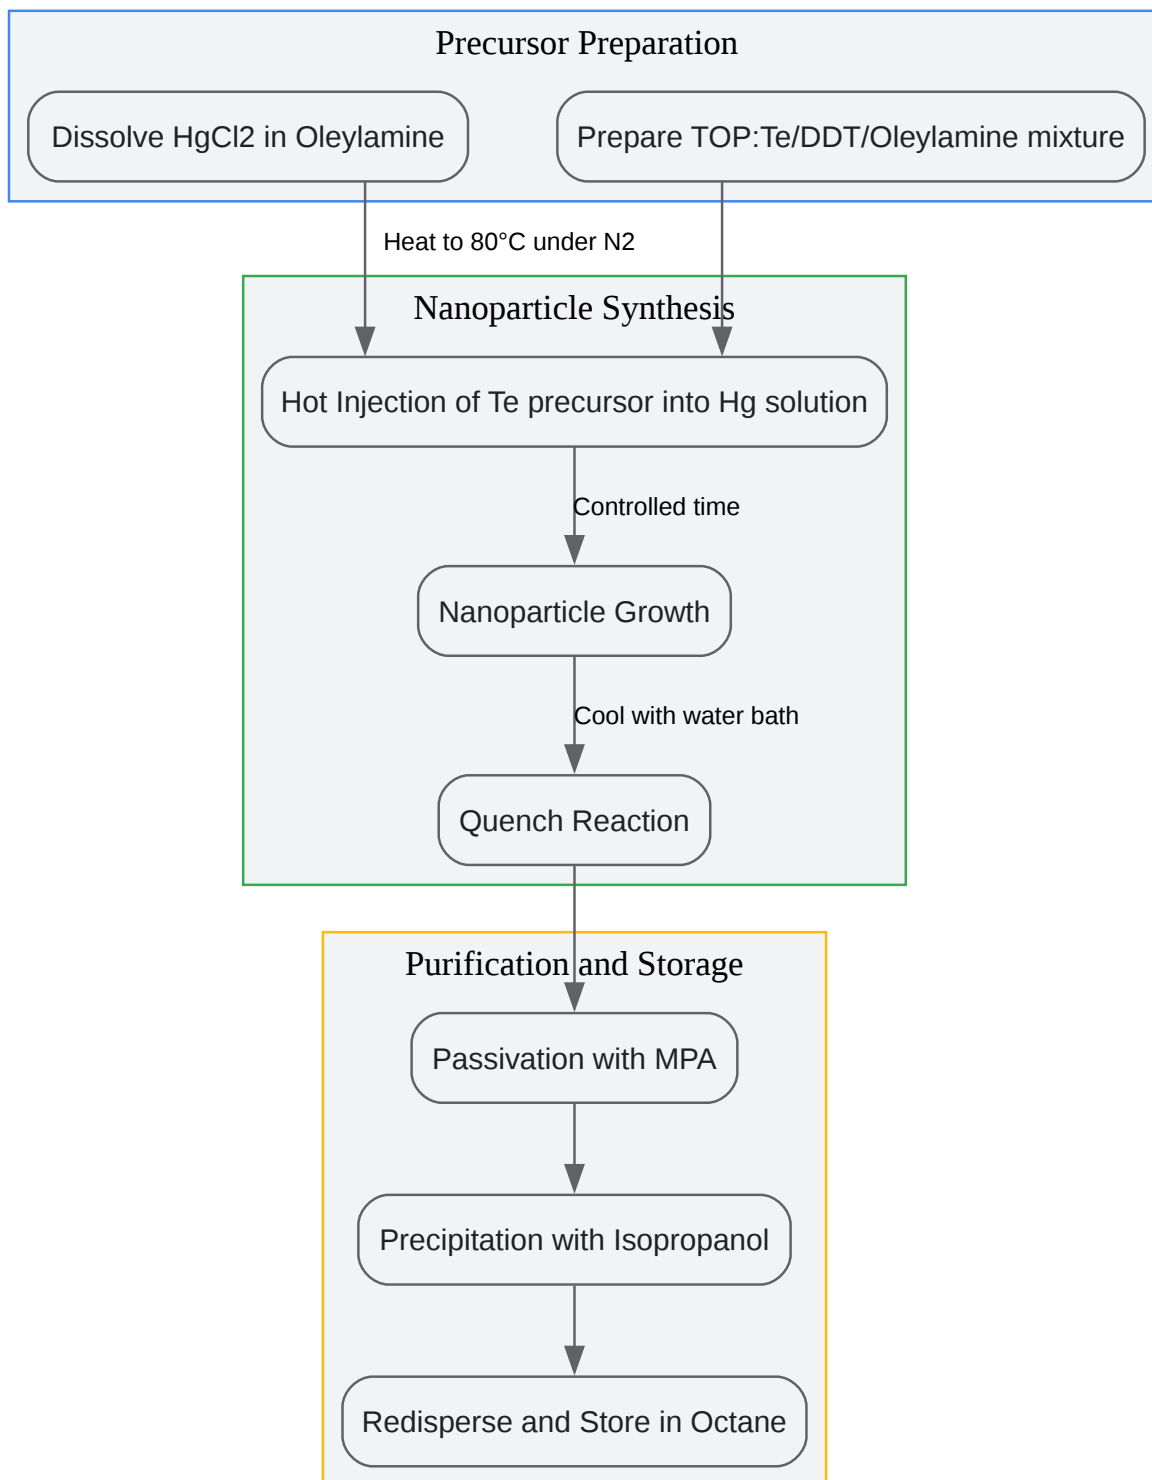 Precursor Preparation
Dissolve HgCl2 in Oleylamine
Prepare TOP:Te/DDT/Oleylamine mixture
Heat to 80°C under N2
Nanoparticle Synthesis
Hot Injection of Te precursor into Hg solution
Controlled time
Nanoparticle Growth
Cool with water bath
Quench Reaction
Purification and Storage
Passivation with MPA
Precipitation with Isopropanol
Redisperse and Store in Octane